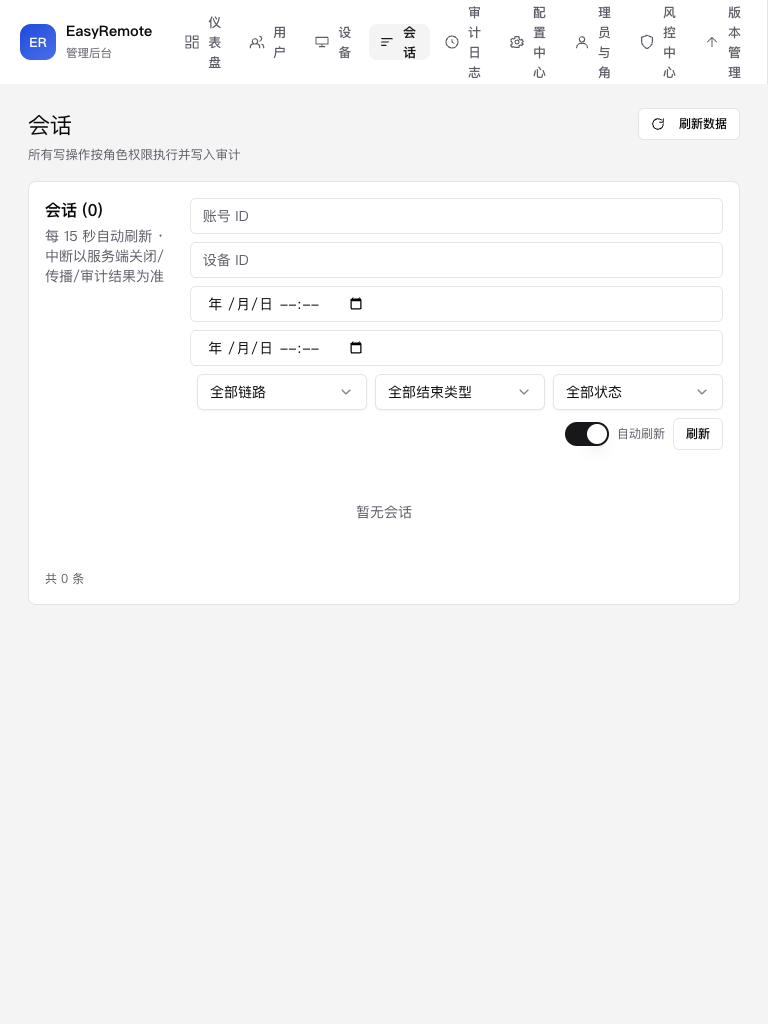 ER
EasyRemote
管理后台
仪表盘
用户
设备
会话
审计日志
配置中心
理员与角
风控中心
版本管理
会话
刷新数据
所有写操作按角色权限执行并写入审计
会话 (0)
每 15 秒自动刷新 ·
中断以服务端关闭/
传播/审计结果为准
账号 ID
设备 ID
年 /月/日 --:--
年 /月/日 --:--
全部链路
全部结束类型
全部状态
自动刷新
刷新
暂无会话
共 0 条